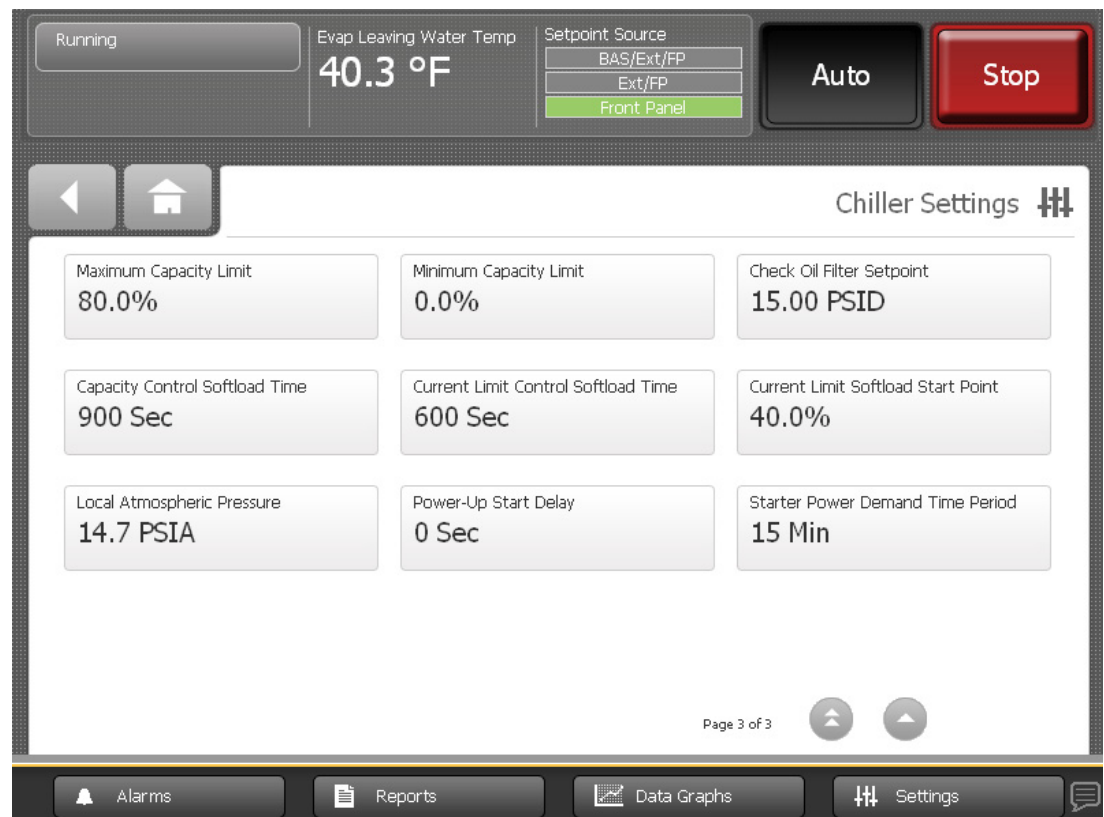 Running
Evap Leaving Water Temp
40.3 °F
Setpoint Source
BAS/Ext/FP
Ext/FP
Front Panel
Auto
Stop
Chiller Settings
Maximum Capacity Limit
80.0%
Minimum Capacity Limit
0.0%
Check Oil Filter Setpoint
15.00 PSID
Capacity Control Softload Time
900 Sec
Current Limit Control Softload Time
600 Sec
Current Limit Softload Start Point
40.0%
Local Atmospheric Pressure
14.7 PSIA
Power-Up Start Delay
0 Sec
Starter Power Demand Time Period
15 Min
Page 3 of 3
Alarms
Reports
Data Graphs
Settings